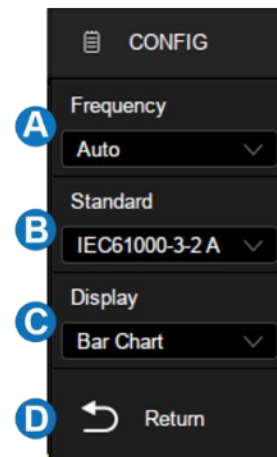 CONFIG
Frequency
A
Auto
Standard
B
IEC61000-3-2 A
Display
C
Bar Chart
D
Return